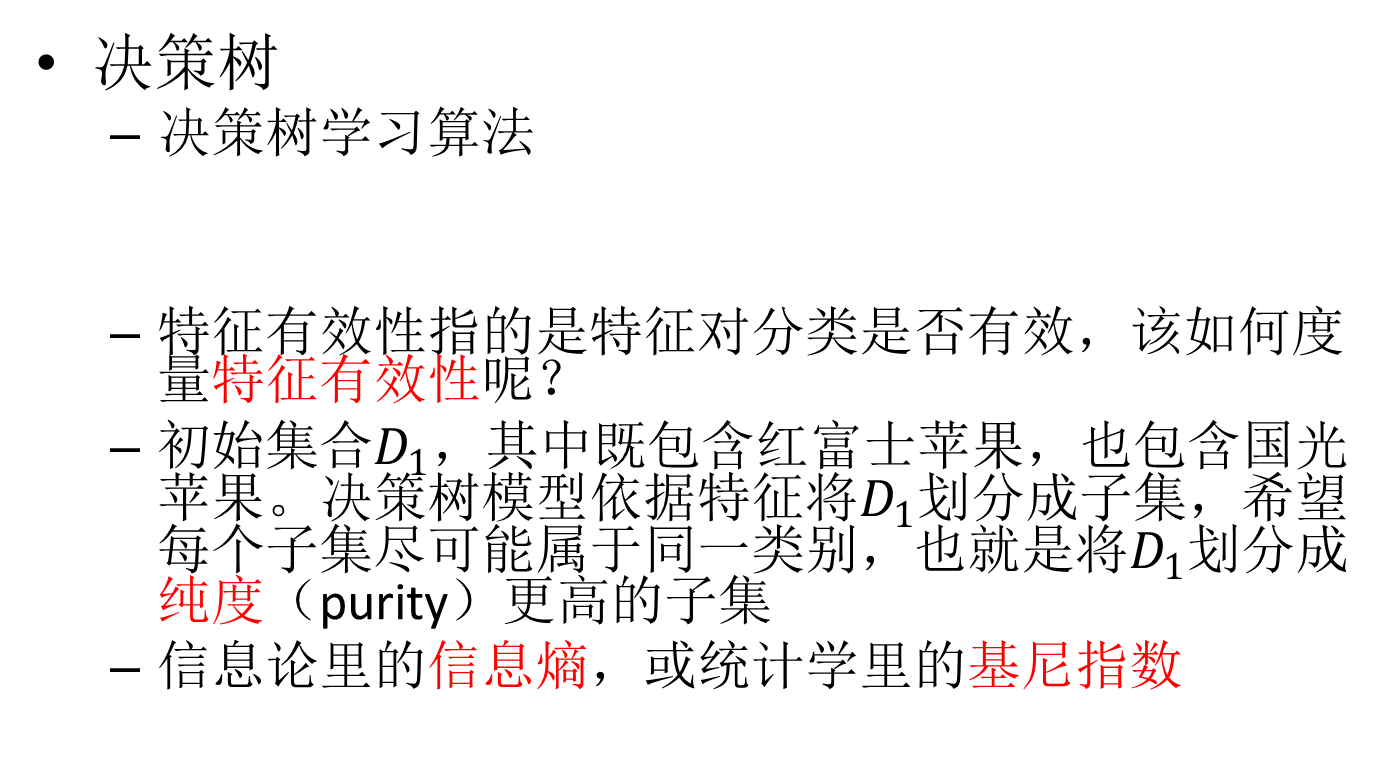 • 决策树
– 决策树学习算法
– 特征有效性指的是特征对分类是否有效，该如何度
量特征有效性呢？
– 初始集合D₁，其中既包含红富士苹果，也包含国光
苹果。决策树模型依据特征将D₁划分成子集，希望
每个子集尽可能属于同一类别，也就是将D₁划分成
纯度（purity）更高的子集
– 信息论里的信息熵，或统计学里的基尼指数